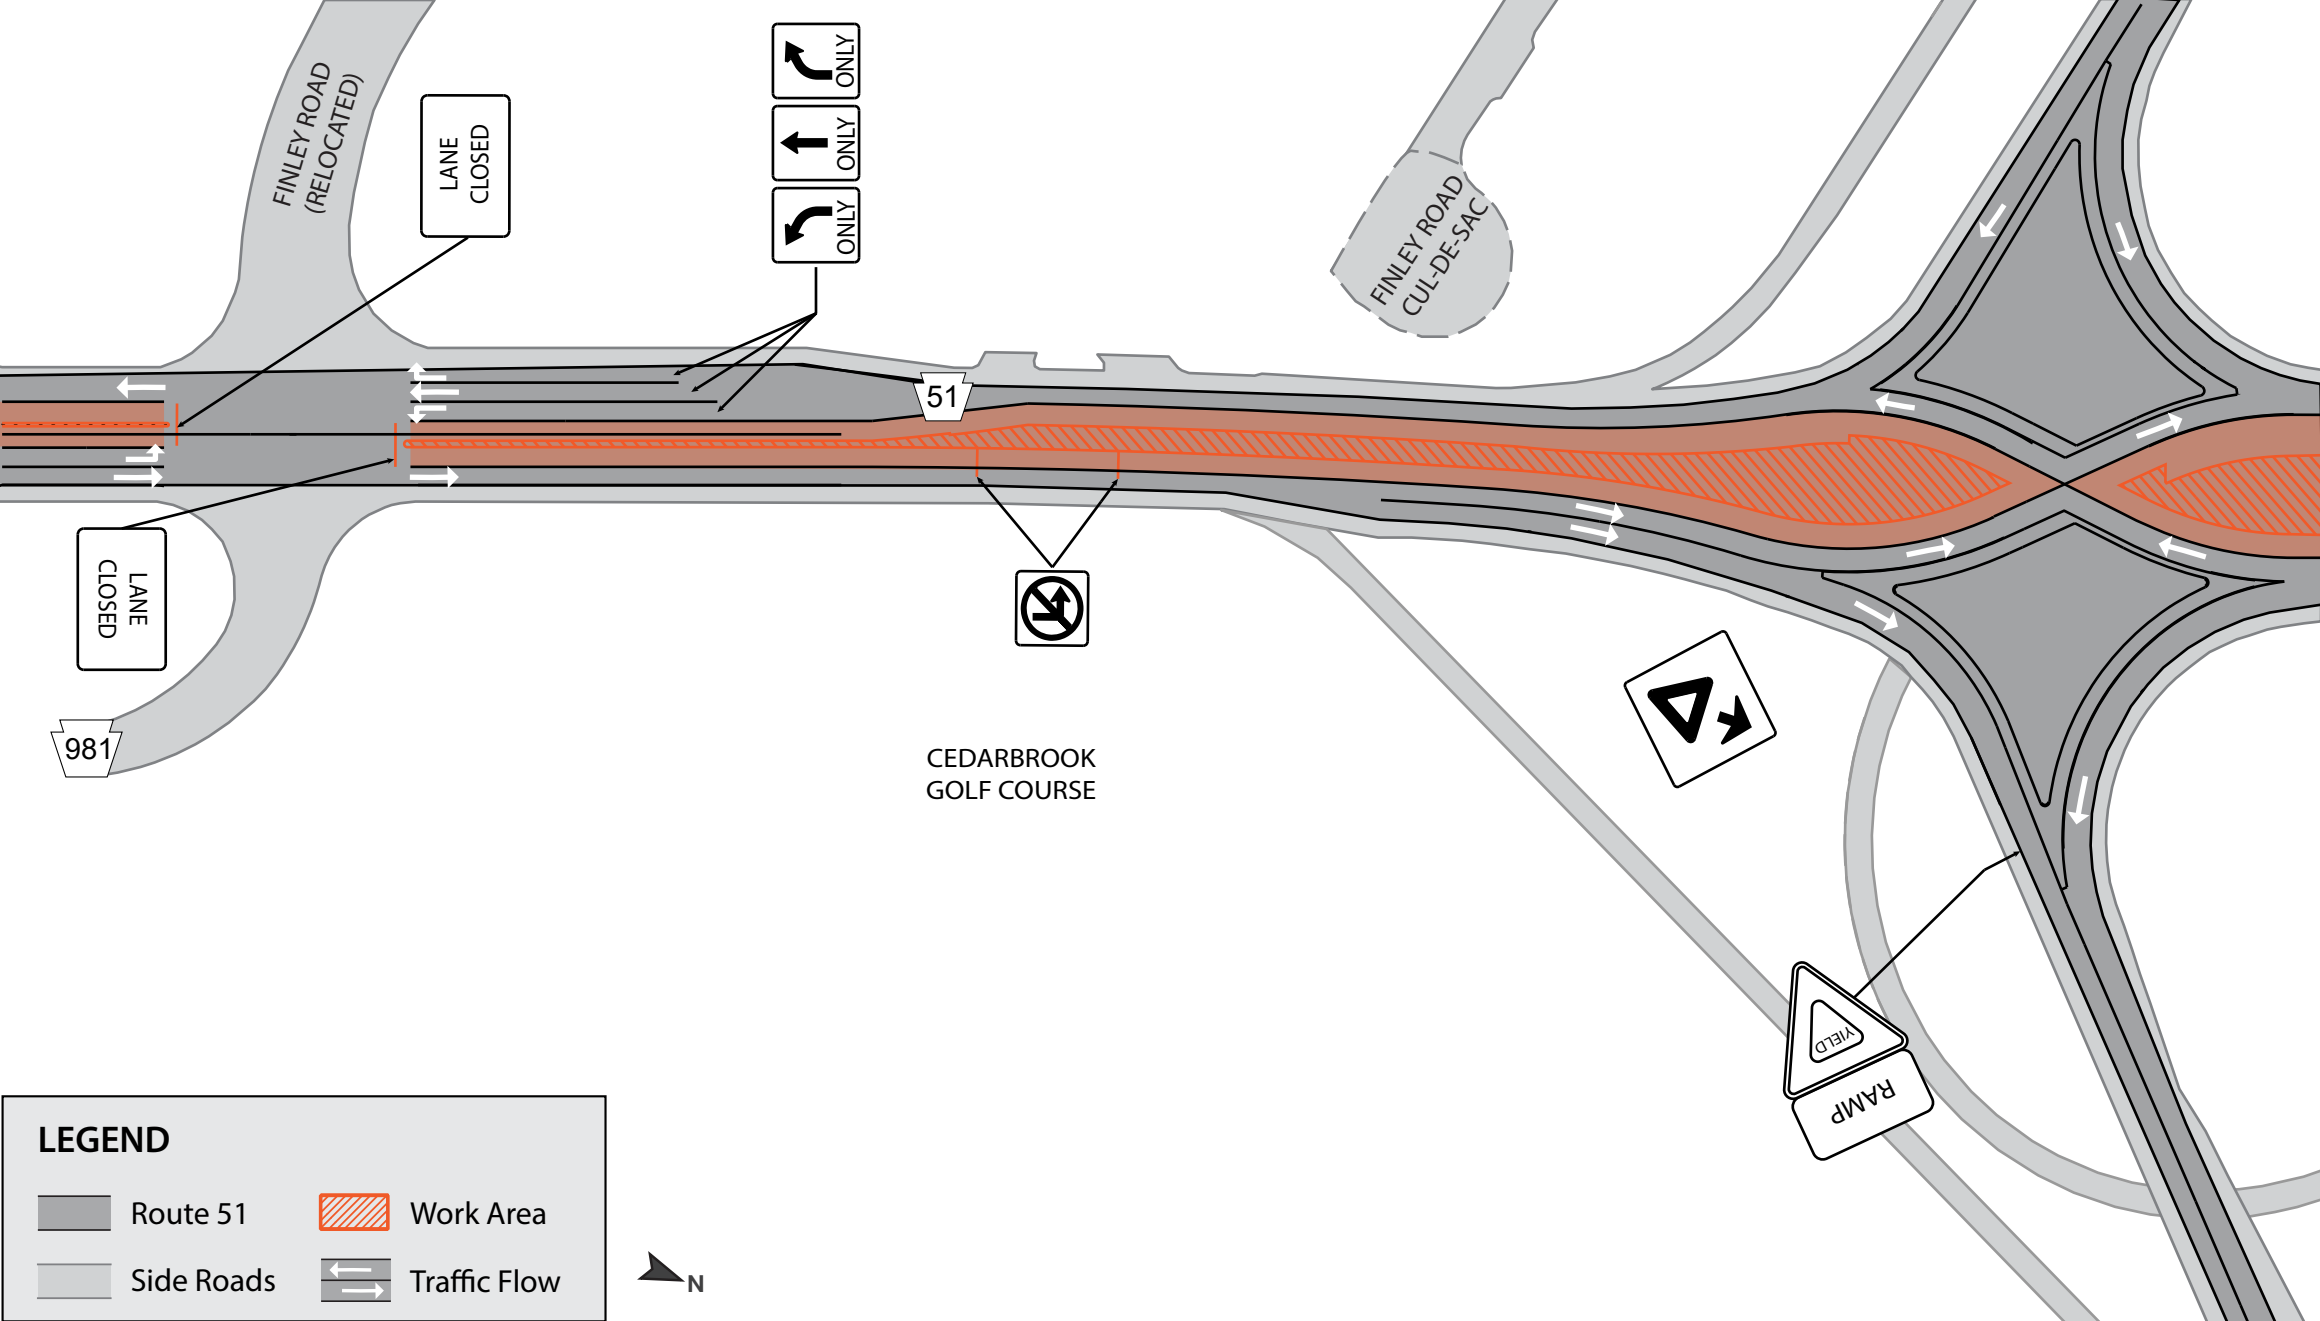 FINLEY ROAD
(RELOCATED)
LANE
CLOSED
ONLY
ONLY
ONLY
FINLEY ROAD
CUL-DE-SAC
51
LANE
CLOSED
981
CEDARBROOK
GOLF COURSE
YIELD
RAMP
LEGEND
Route 51
Work Area
Side Roads
Traffic Flow
N